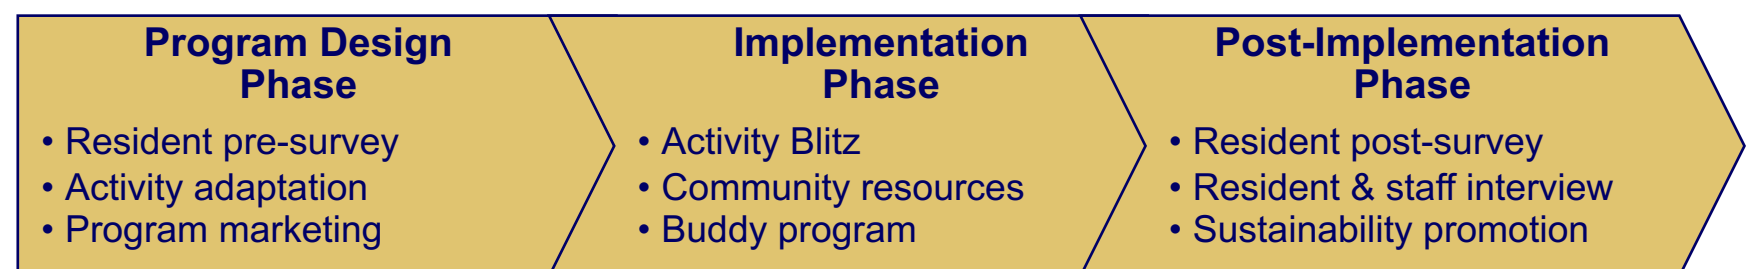 Program Design
Phase
• Resident pre-survey
• Activity adaptation
• Program marketing
Implementation
Phase
• Activity Blitz
• Community resources
• Buddy program
Post-Implementation
Phase
• Resident post-survey
• Resident & staff interview
• Sustainability promotion